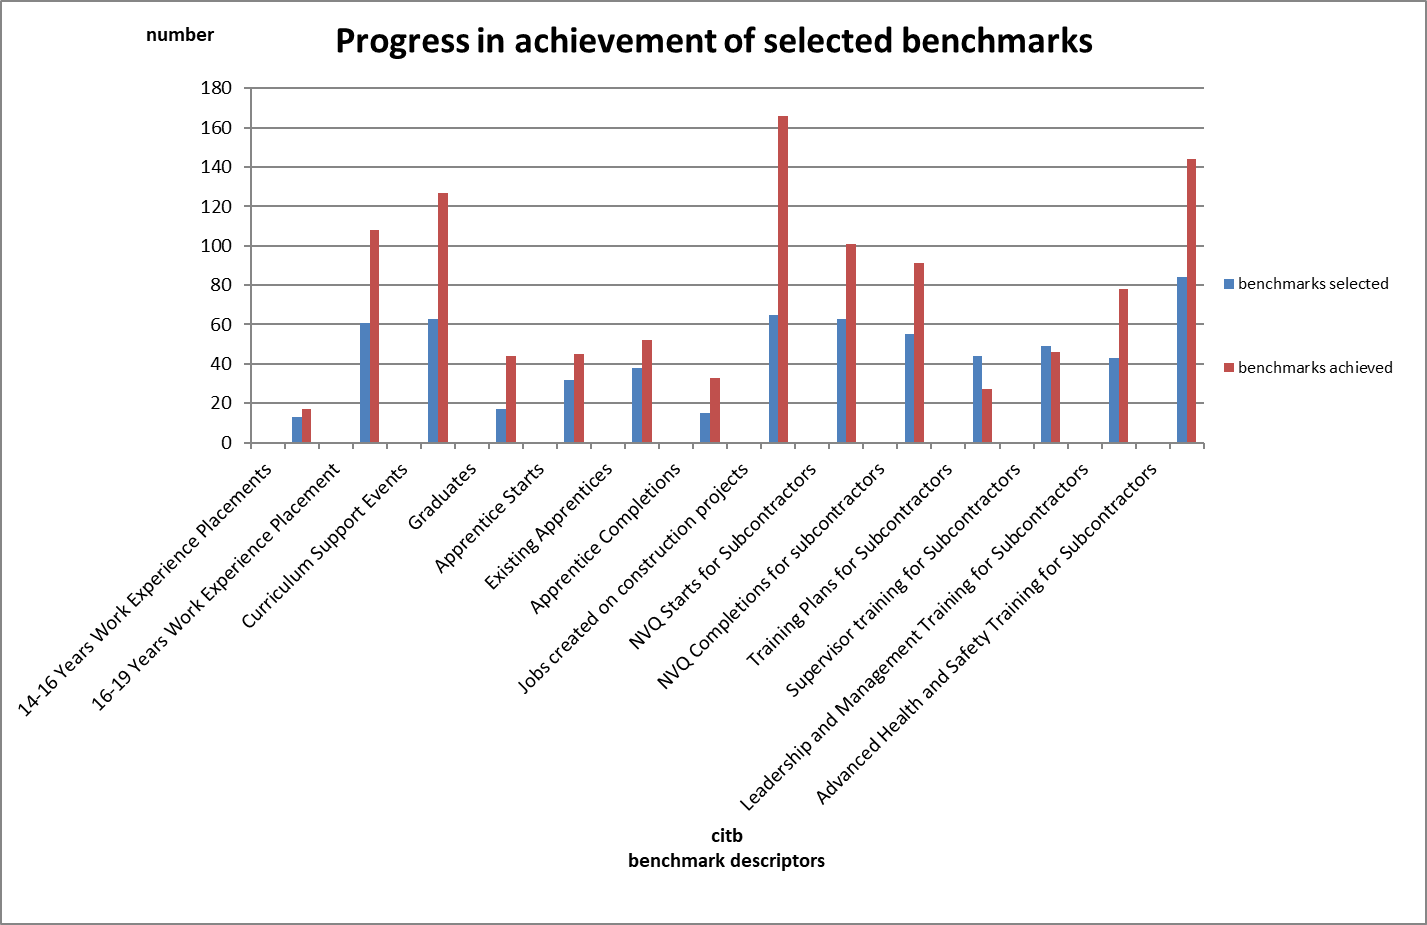 number
Progress in achievement of selected benchmarks
180
160
140
120
100
80
60
40
20
0
benchmarks selected
benchmarks achieved
14-16 Years Work Experience Placements
16-19 Years Work Experience Placement
Curriculum Support Events
Graduates
Apprentice Starts
Existing Apprentices
Apprentice Completions
Jobs created on construction projects
NVQ Starts for Subcontractors
NVQ Completions for subcontractors
Training Plans for Subcontractors
Supervisor training for Subcontractors
Leadership and Management Training for Subcontractors
Advanced Health and Safety Training for Subcontractors
citb
benchmark descriptors